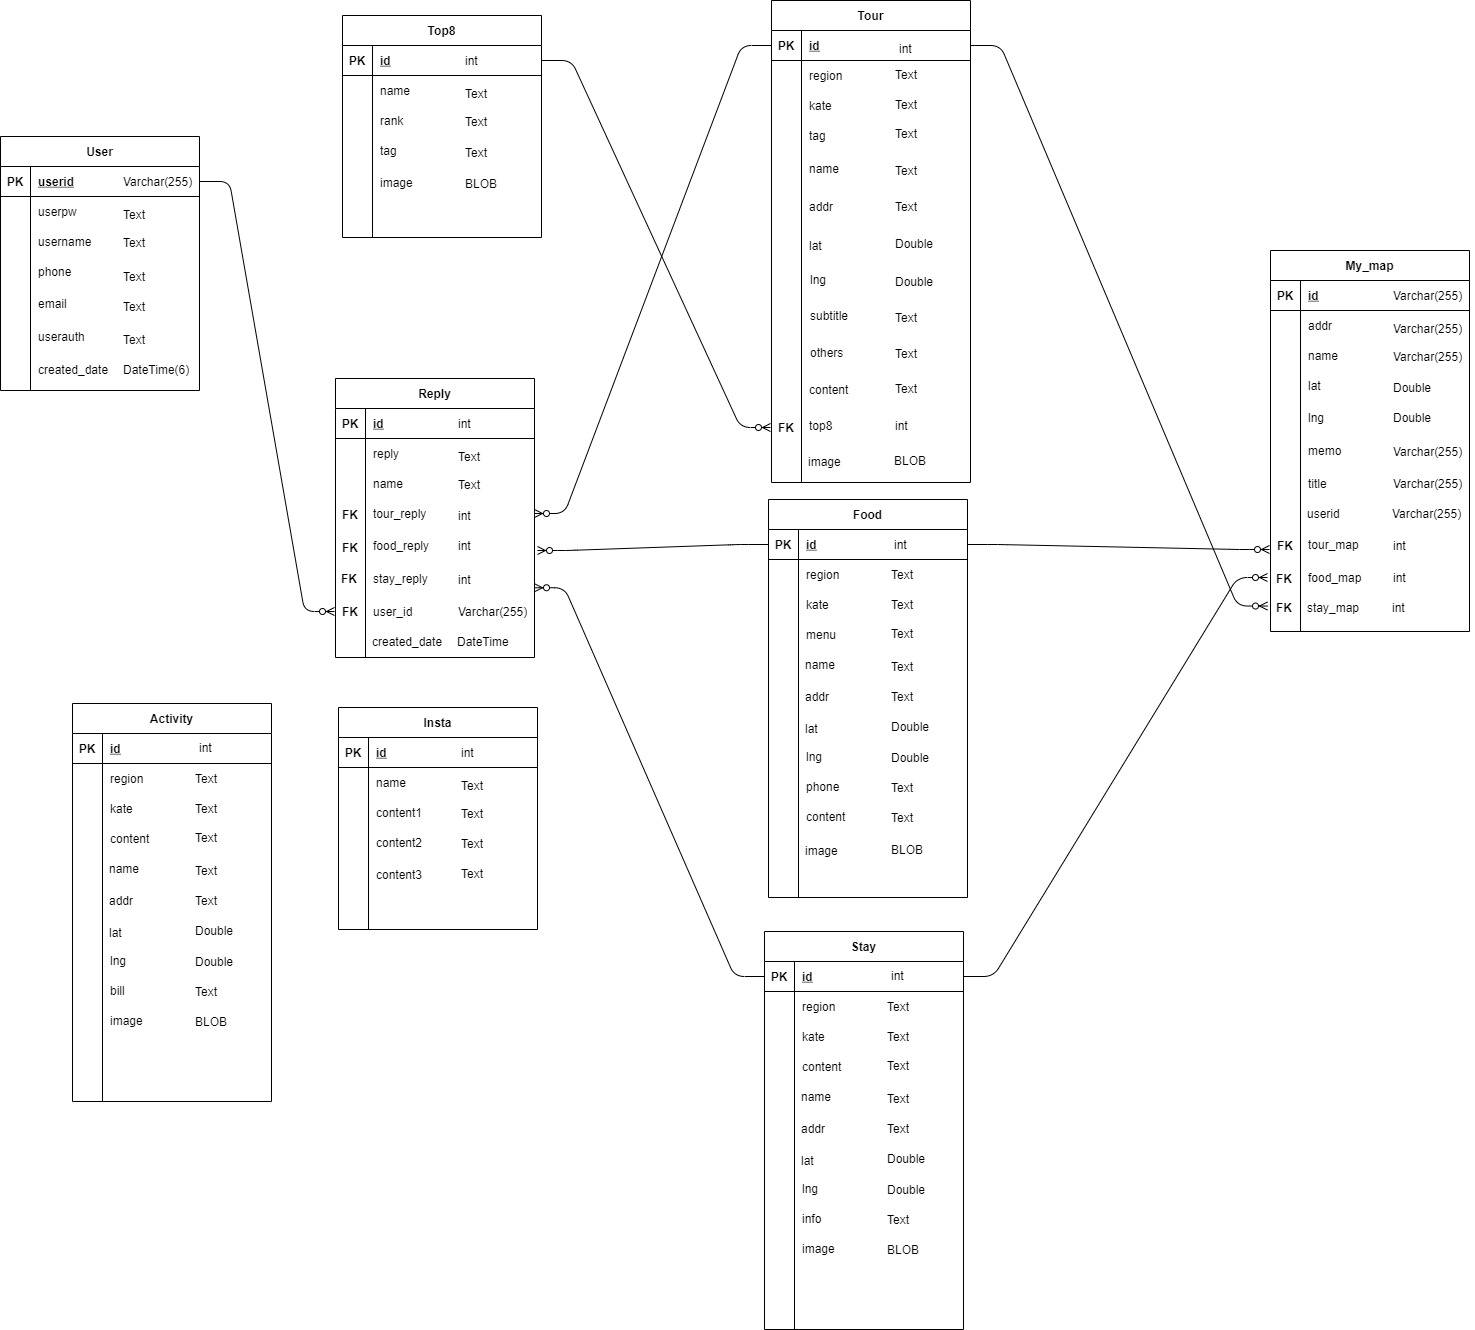 Top8
PK id int
name Text
rank Text
tag Text
image BLOB
Tour
PK id int
region Text
kate Text
tag Text
name Text
addr Text
lat Double
lng Double
subtitle Text
others Text
content Text
FK top8 int
image BLOB
User
PK userid Varchar(255)
userpw Text
username Text
phone Text
email Text
userauth Text
created_date DateTime(6)
My_map
PK id Varchar(255)
addr Varchar(255)
name Varchar(255)
lat Double
lng Double
memo Varchar(255)
title Varchar(255)
userid Varchar(255)
FK tour_map int
FK food_map int
FK stay_map int
Reply
PK id int
reply Text
name Text
FK tour_reply int
FK food_reply int
FK stay_reply int
FK user_id Varchar(255)
created_date DateTime
Food
PK id int
region Text
kate Text
menu Text
name Text
addr Text
lat Double
lng Double
phone Text
content Text
image BLOB
Activity
PK id int
region Text
kate Text
content Text
name Text
addr Text
lat Double
lng Double
bill Text
image BLOB
Insta
PK id int
name Text
content1 Text
content2 Text
content3 Text
Stay
PK id int
region Text
kate Text
content Text
name Text
addr Text
lat Double
lng Double
info Text
image BLOB